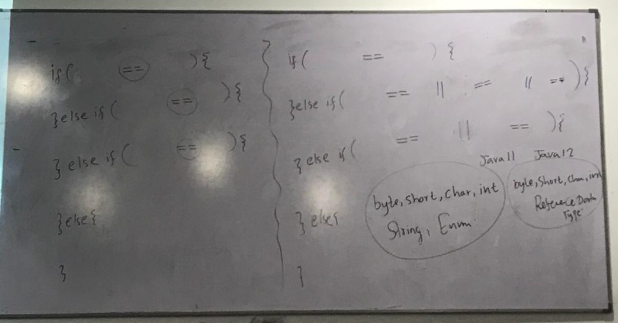 if(      ==      ){
}else if(      ==      ){
}else if(      ==      ){
}else{
}
if(      ==      ){
}else if(      ==      ||      ==      || ==      ){
}else if(      ==      ||      ==      ){
}else{
}
Java11
byte, short, char, int
String, Enum
Java12
byte, short, char, int
Reference Data
Type